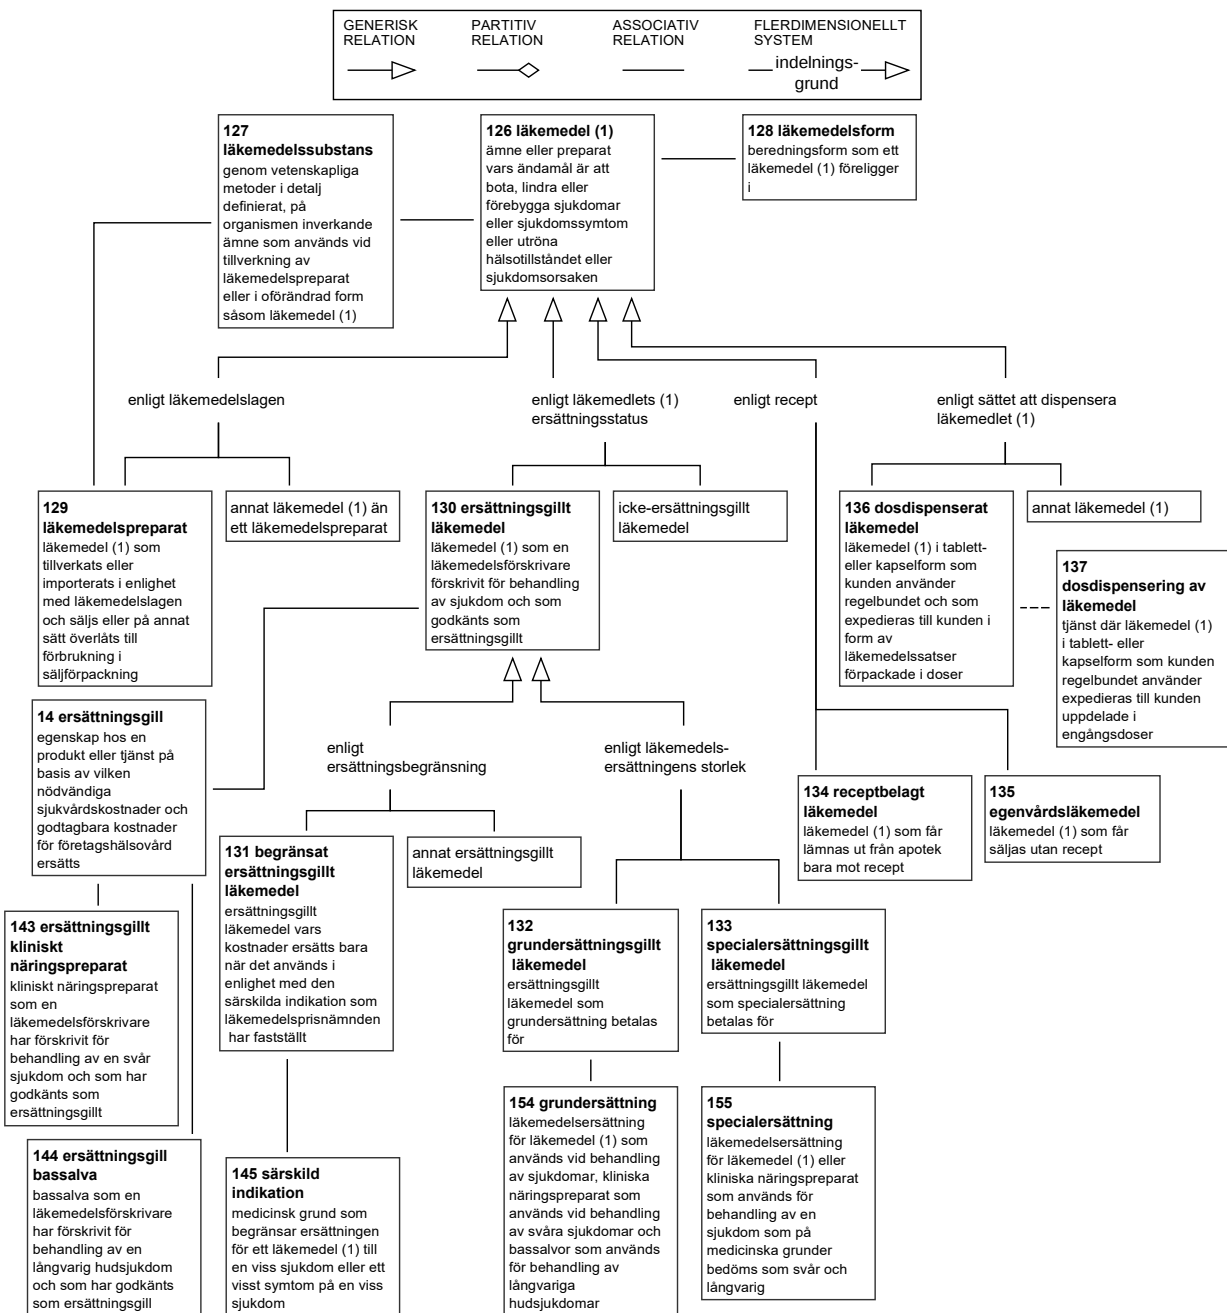 GENERISK
RELATION
PARTITIV
RELATION
ASSOCIATIV
RELATION
FLERDIMENSIONELLT
SYSTEM
indelnings-
grund
127
läkemedelssubstans
genom vetenskapliga
metoder i detalj
definierat, på
organismen inverkande
ämne som används vid
tillverkning av
läkemedelspreparat
eller i oförändrad form
såsom läkemedel (1)
126 läkemedel (1)
ämne eller preparat
vars ändamål är att
bota, lindra eller
förebygga sjukdomar
eller sjukdomssymtom
eller utröna
hälsotillståndet eller
sjukdomsorsaken
128 läkemedelsform
beredningsform som ett
läkemedel (1) föreligger
i
enligt läkemedelslagen
enligt läkemedlets (1)
ersättningsstatus
enligt recept
enligt sättet att dispensera
läkemedlet (1)
129
läkemedelspreparat
läkemedel (1) som
tillverkats eller
importerats i enlighet
med läkemedelslagen
och säljs eller på annat
sätt överlåts till
förbrukning i
säljförpackning
annat läkemedel (1) än
ett läkemedelspreparat
130 ersättningsgillt
läkemedel
läkemedel (1) som en
läkemedelsförskrivare
förskrivit för behandling
av sjukdom och som
godkänts som
ersättningsgillt
icke-ersättningsgillt
läkemedel
136 dosdispenserat
läkemedel
läkemedel (1) i tablett-
eller kapselform som
kunden använder
regelbundet och som
expedieras till kunden i
form av
läkemedelssatser
förpackade i doser
annat läkemedel (1)
137
dosdispensering av
läkemedel
tjänst där läkemedel (1)
i tablett- eller
kapselform som kunden
regelbundet använder
expedieras till kunden
uppdelade i
engångsdoser
14 ersättningsgill
egenskap hos en
produkt eller tjänst på
basis av vilken
nödvändiga
sjukvårdskostnader och
godtagbara kostnader
för företagshälsovård
ersätts
enligt
ersättningsbegränsning
enligt läkemedels-
ersättningens storlek
134 receptbelagt
läkemedel
läkemedel (1) som får
lämnas ut från apotek
bara mot recept
135
egenvårdsläkemedel
läkemedel (1) som får
säljas utan recept
131 begränsat
ersättningsgillt
läkemedel
ersättningsgillt
läkemedel vars
kostnader ersätts bara
när det används i
enlighet med den
särskilda indikation som
läkemedelsprisnämnden
har fastställt
annat ersättningsgillt
läkemedel
143 ersättningsgillt
kliniskt
näringspreparat
kliniskt näringspreparat
som en
läkemedelsförskrivare
har förskrivit för
behandling av en svår
sjukdom och som har
godkänts som
ersättningsgillt
132
grundersättningsgillt
läkemedel
ersättningsgillt
läkemedel som
grundersättning betalas
för
133
specialersättningsgillt
läkemedel
ersättningsgillt läkemedel
som specialersättning
betalas för
144 ersättningsgill
bassalva
bassalva som en
läkemedelsförskrivare
har förskrivit för
behandling av en
långvarig hudsjukdom
och som har godkänts
som ersättningsgill
145 särskild
indikation
medicinsk grund som
begränsar ersättningen
för ett läkemedel (1) till
en viss sjukdom eller ett
visst symtom på en viss
sjukdom
154 grundersättning
läkemedelsersättning
för läkemedel (1) som
används vid behandling
av sjukdomar, kliniska
näringspreparat som
används vid behandling
av svåra sjukdomar och
bassalvor som används
för behandling av
långvariga
hudsjukdomar
155
specialersättning
läkemedelsersättning
för läkemedel (1) eller
kliniska näringspreparat
som används för
behandling av en
sjukdom som på
medicinska grunder
bedöms som svår och
långvarig